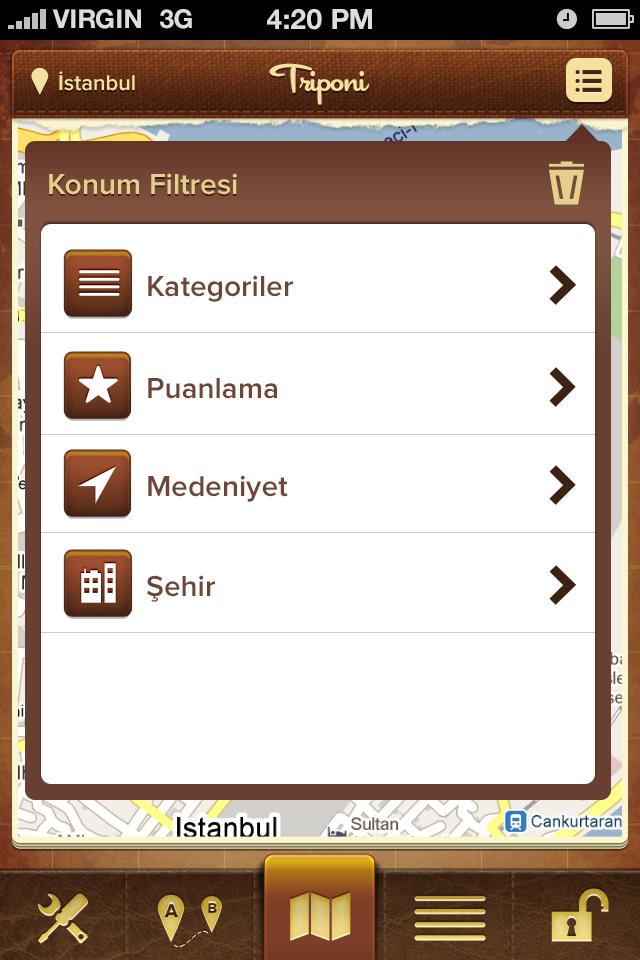 VIRGIN 3G 4:20 PM
İstanbul Triponi
Konum Filtresi
Kategoriler
Puanlama
Medeniyet
Şehir
Istanbul Sultan Cankurtaran
A B